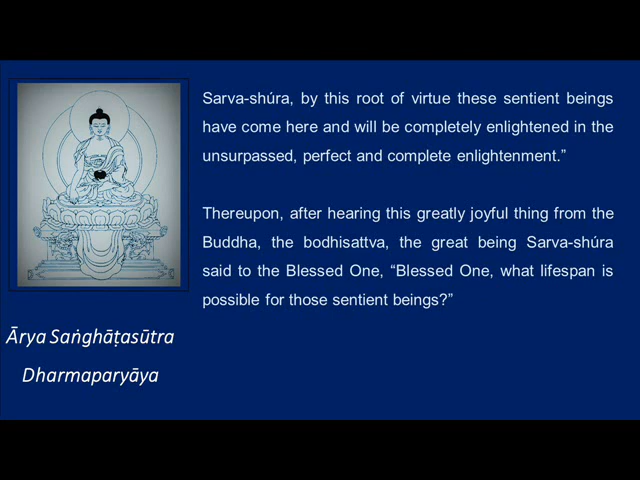 Sarva-shúra, by this root of virtue these sentient beings
have come here and will be completely enlightened in the
unsurpassed, perfect and complete enlightenment.”
Thereupon, after hearing this greatly joyful thing from the
Buddha, the bodhisattva, the great being Sarva-shúra
said to the Blessed One, “Blessed One, what lifespan is
possible for those sentient beings?”
Ārya Saṅghāṭasūtra
Dharmaparyāya